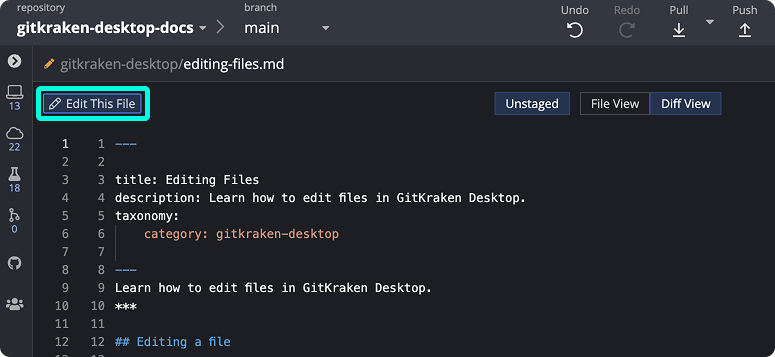 repository
gitkraken-desktop-docs
branch
main
Undo
Redo
Pull
Push
gitkraken-desktop/editing-files.md
Edit This File
Unstaged
File View
Diff View
13
22
18
0
1 1 ---
2 2
3 3 title: Editing Files
4 4 description: Learn how to edit files in GitKraken Desktop.
5 5 taxonomy:
6 6 category: gitkraken-desktop
7 7
8 8 ---
9 9 Learn how to edit files in GitKraken Desktop.
10 10 ***
11 11
12 12 ## Editing a file